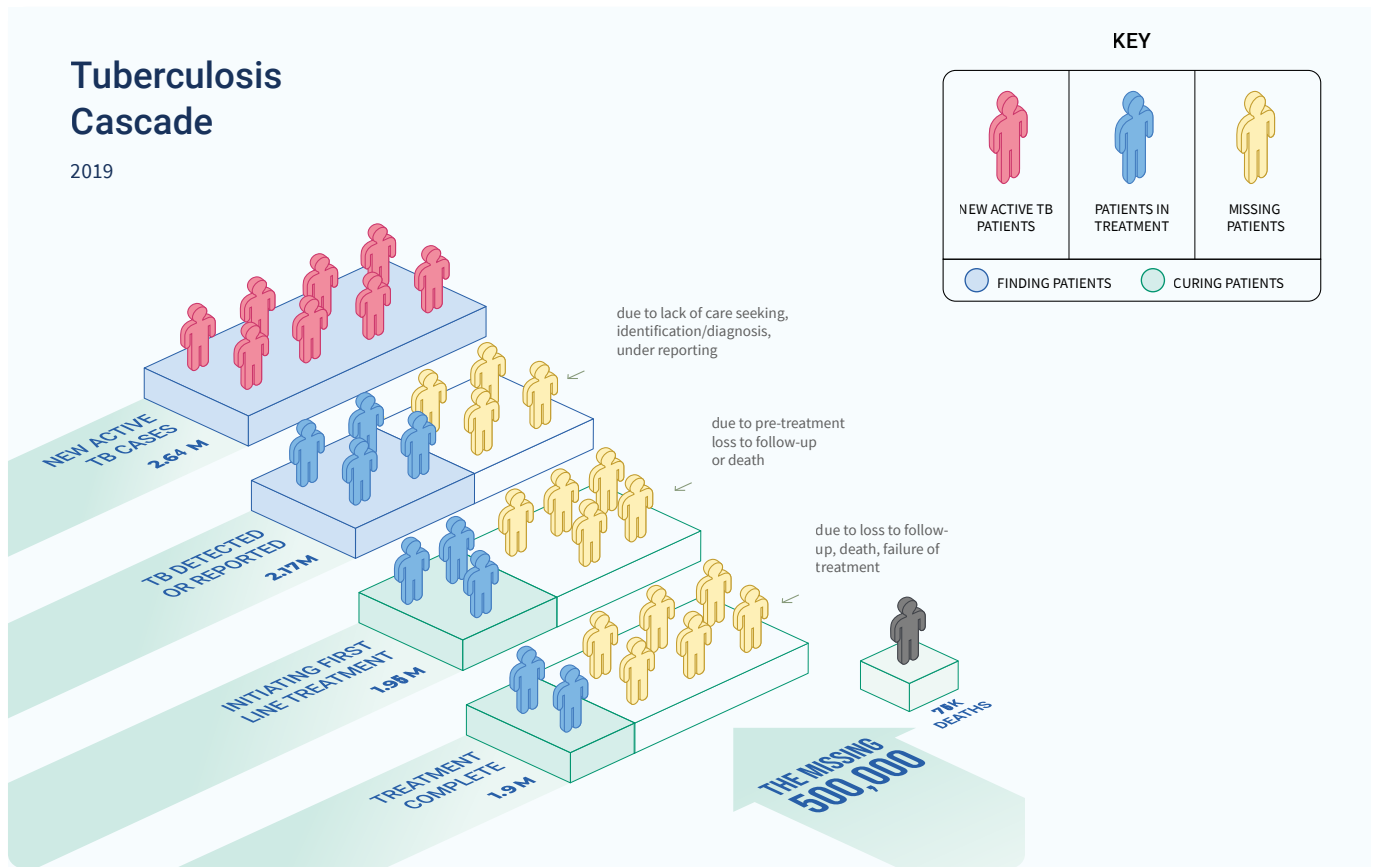 Tuberculosis
Cascade
2019
KEY
NEW ACTIVE TB
PATIENTS
PATIENTS IN
TREATMENT
MISSING
PATIENTS
FINDING PATIENTS
CURING PATIENTS
due to lack of care seeking,
identification/diagnosis,
under reporting
NEW ACTIVE
TB CASES
2.64 M
due to pre-treatment
loss to follow-up
or death
TB DETECTED
OR REPORTED
2.17M
due to loss to follow-
up, death, failure of
treatment
INITIATING FIRST
LINE TREATMENT
TREATMENT
COMPLETE
1.9 M
DEATHS
THE MISSING
500,000